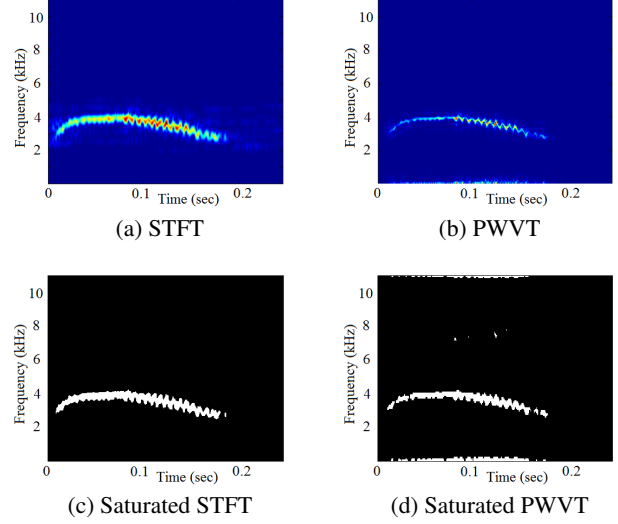 10
8
6
4
2
Frequency (kHz)
0
0.1
0.2
Time (sec)
(a) STFT
10
8
6
4
2
Frequency (kHz)
0
0.1
0.2
Time (sec)
(b) PWVT
10
8
6
4
2
Frequency (kHz)
0
0.1
0.2
Time (sec)
(c) Saturated STFT
10
8
6
4
2
Frequency (kHz)
0
0.1
0.2
Time (sec)
(d) Saturated PWVT